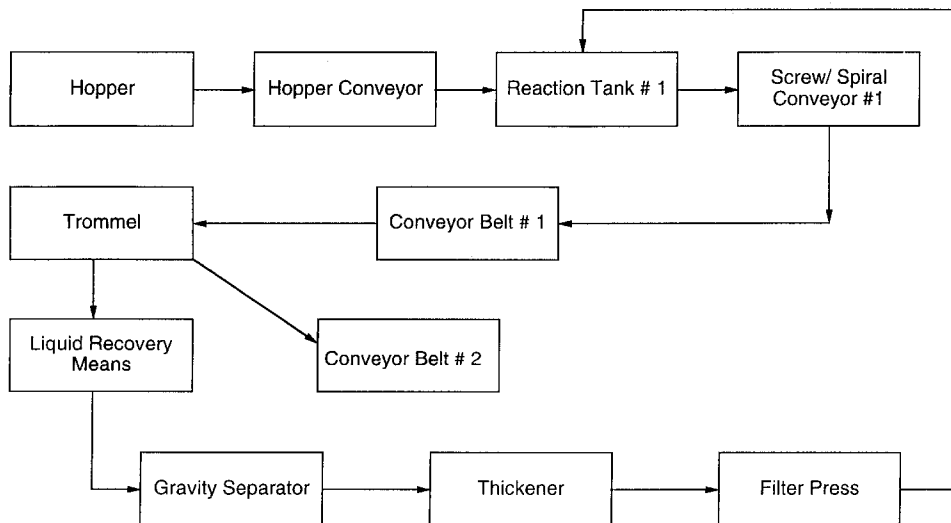 Hopper
Hopper Conveyor
Reaction Tank # 1
Screw/ Spiral
Conveyor #1
Trommel
Conveyor Belt # 1
Liquid Recovery
Means
Conveyor Belt # 2
Gravity Separator
Thickener
Filter Press